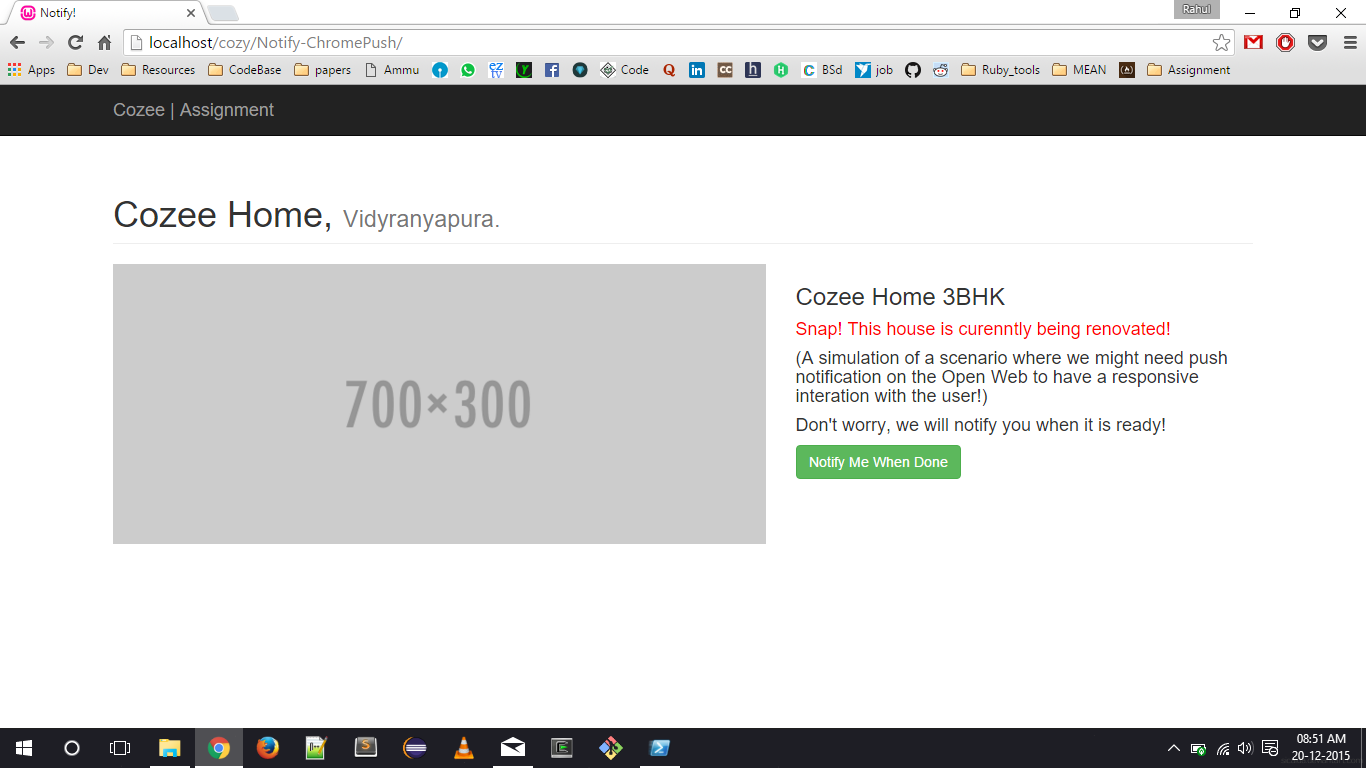 Notify!
Rahul
localhost/cozy/Notify-ChromePush/
Apps Dev Resources CodeBase papers Ammu Code BSd job Ruby_tools MEAN Assignment
Cozee | Assignment
Cozee Home, Vidyranyapura.
700×300
Cozee Home 3BHK
Snap! This house is curenntly being renovated!
(A simulation of a scenario where we might need push
notification on the Open Web to have a responsive
interation with the user!)
Don't worry, we will notify you when it is ready!
Notify Me When Done
08:51 AM
20-12-2015